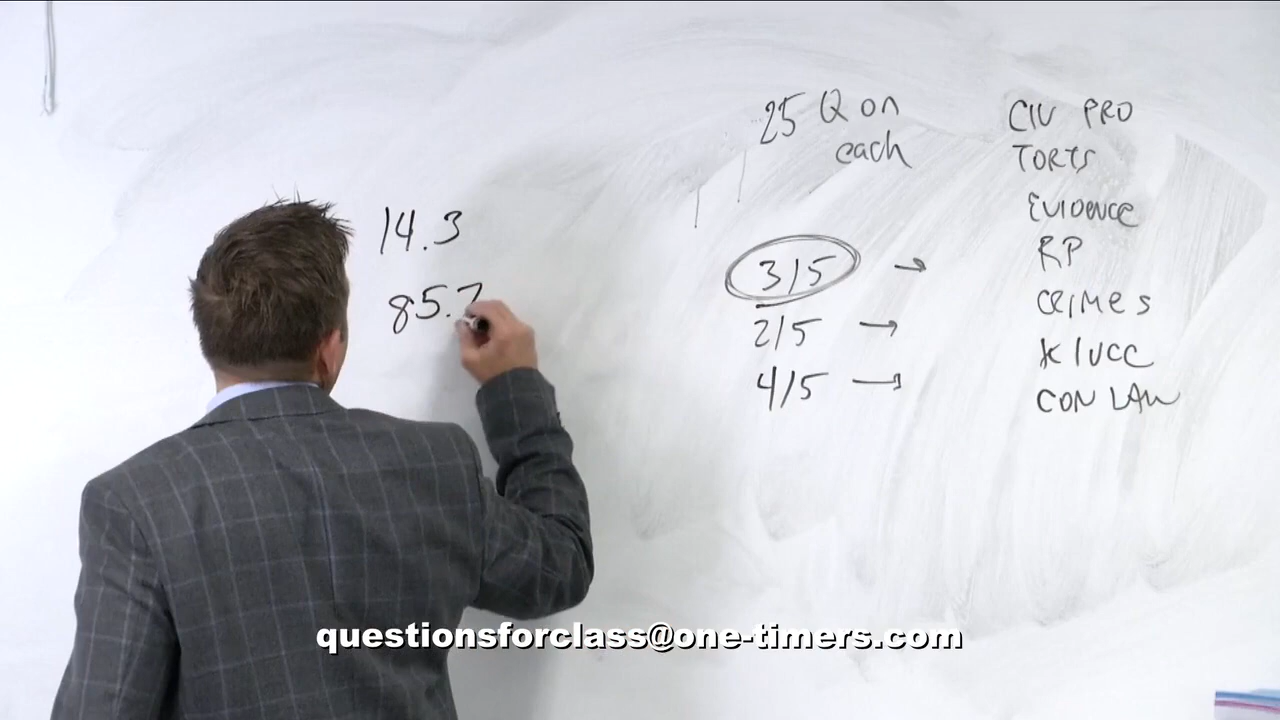 14.3
85.7
25 Q on
each
3/5 →
2/5 →
4/5 →
CIV PRO
TORTS
EVIDENCE
RP
CRIMES
K/UCC
CON LAW
questionsforclass@one-timers.com